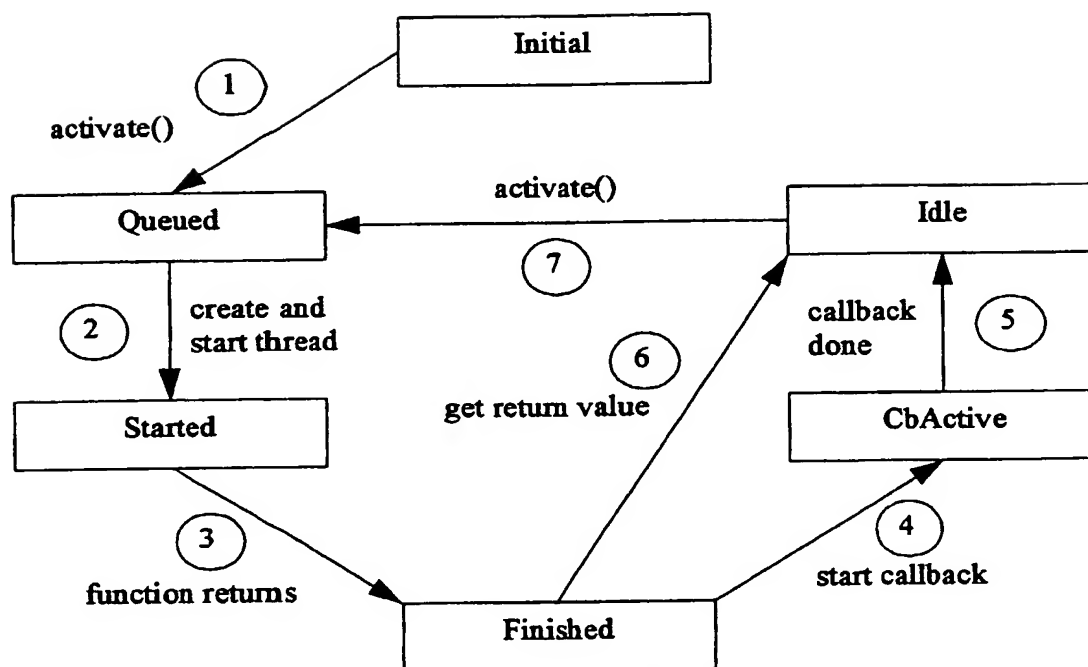 Initial
1
activate()
activate()
Queued
Idle
7
2
create and
start thread
callback
done
5
6
Started
get return value
CbActive
3
4
function returns
start callback
Finished